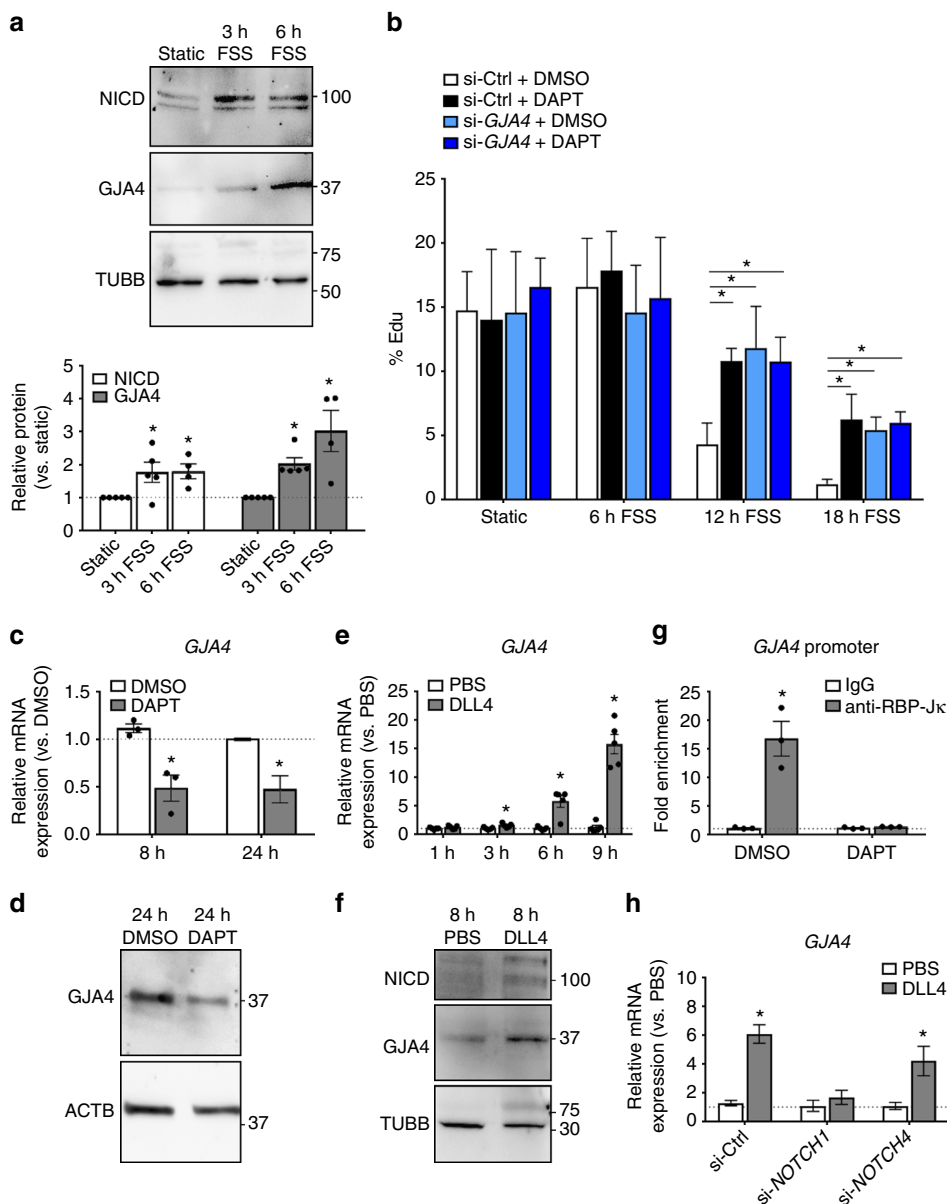 a
3 h 6 h
Static FSS FSS
NICD
100
GJA4
37
75
TUBB
50
Relative protein
(vs. static)
5
4
3
2
1
0
NICD
GJA4
* * * *
Static
3 h FSS
6 h FSS
Static
3 h FSS
6 h FSS
b
si-Ctrl + DMSO
si-Ctrl + DAPT
si-GJA4 + DMSO
si-GJA4 + DAPT
% Edu
25
20
15
10
5
0
*
*
*
*
*
*
Static 6 h FSS 12 h FSS 18 h FSS
c
GJA4
Relative mRNA
expression (vs. DMSO)
1.5
1.0
0.5
0.0
DMSO
DAPT
* *
8 h 24 h
e
GJA4
Relative mRNA
expression (vs. PBS)
25
20
15
10
5
0
PBS
DLL4
* * *
1 h 3 h 6 h 9 h
g
GJA4 promoter
Fold enrichment
25
20
15
10
5
0
IgG
anti-RBP-Jκ
*
DMSO DAPT
d
24 h 24 h
DMSO DAPT
GJA4
37
ACTB
37
f
8 h 8 h
PBS DLL4
NICD
100
GJA4
37
75
TUBB
30
h
GJA4
Relative mRNA
expression (vs. PBS)
10
8
6
4
2
0
PBS
DLL4
* *
si-Ctrl
si-NOTCH1
si-NOTCH4